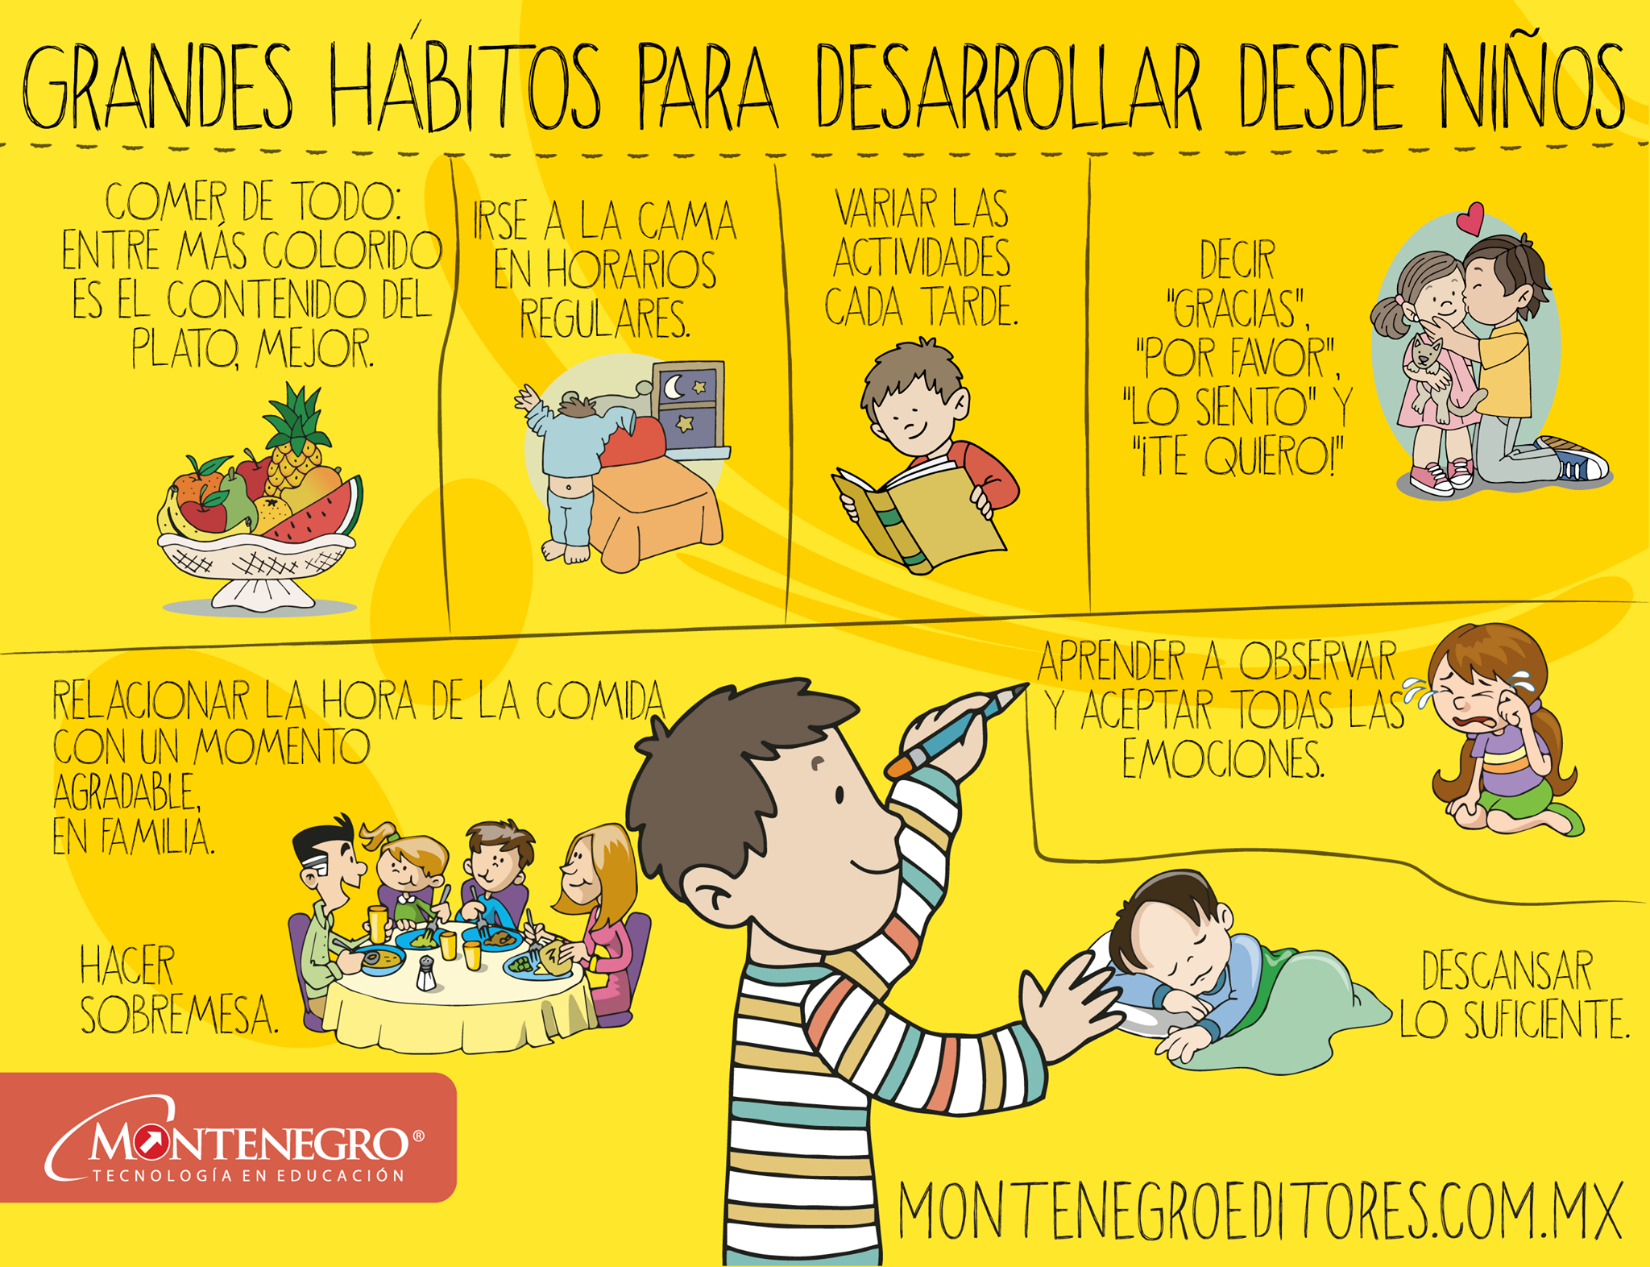 GRANDES HÁBITOS PARA DESARROLLAR DESDE NIÑOS
COMER DE TODO:
ENTRE MÁS COLORIDO
ES EL CONTENIDO DEL
PLATO, MEJOR.
IRSE A LA CAMA
EN HORARIOS
REGULARES.
VARIAR LAS
ACTIVIDADES
CADA TARDE.
DECIR
"GRACIAS",
"POR FAVOR",
"LO SIENTO" Y
"¡TE QUIERO!"
RELACIONAR LA HORA DE LA COMIDA
CON UN MOMENTO
AGRADABLE,
EN FAMILIA.
HACER
SOBREMESA.
APRENDER A OBSERVAR
Y ACEPTAR TODAS LAS
EMOCIONES.
DESCANSAR
LO SUFICIENTE.
MONTENEGRO®
TECNOLOGÍA EN EDUCACIÓN
MONTENEGROEDITORES.COM.MX